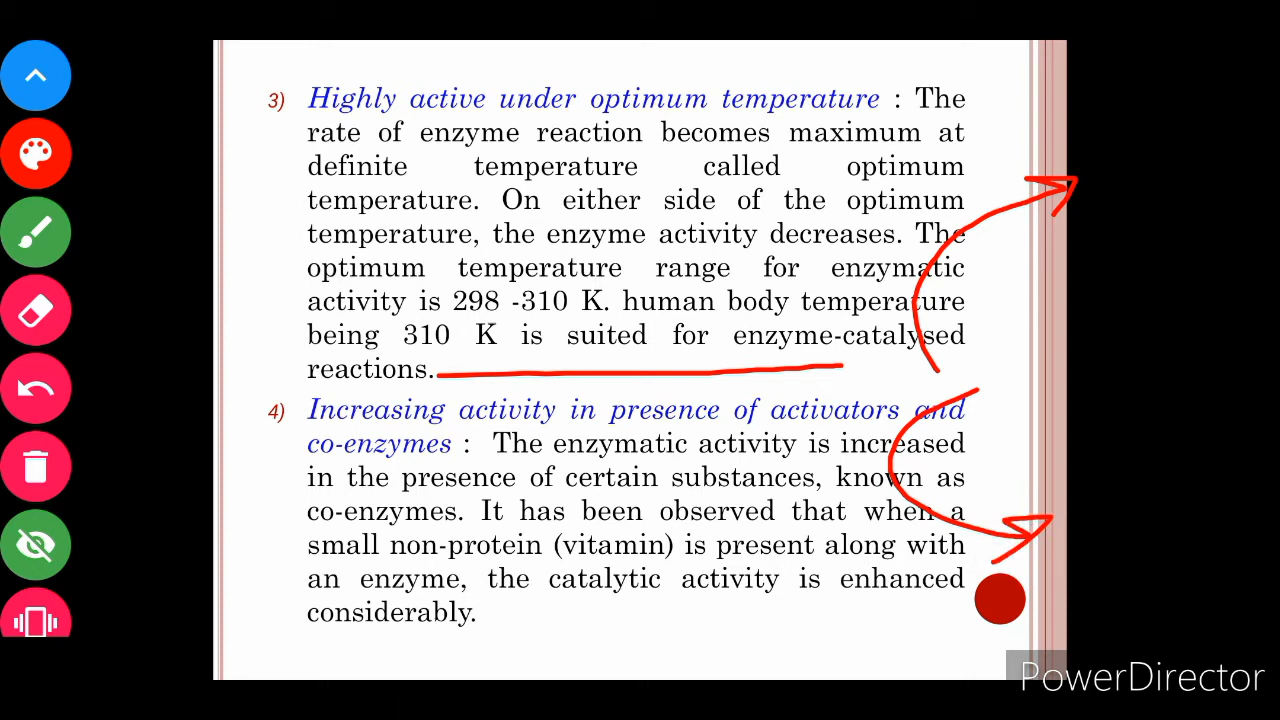 3) Highly active under optimum temperature : The
rate of enzyme reaction becomes maximum at
definite temperature called optimum
temperature. On either side of the optimum
temperature, the enzyme activity decreases. The
optimum temperature range for enzymatic
activity is 298 -310 K. human body temperature
being 310 K is suited for enzyme-catalysed
reactions.
4) Increasing activity in presence of activators and
co-enzymes : The enzymatic activity is increased
in the presence of certain substances, known as
co-enzymes. It has been observed that when a
small non-protein (vitamin) is present along with
an enzyme, the catalytic activity is enhanced
considerably.
PowerDirector